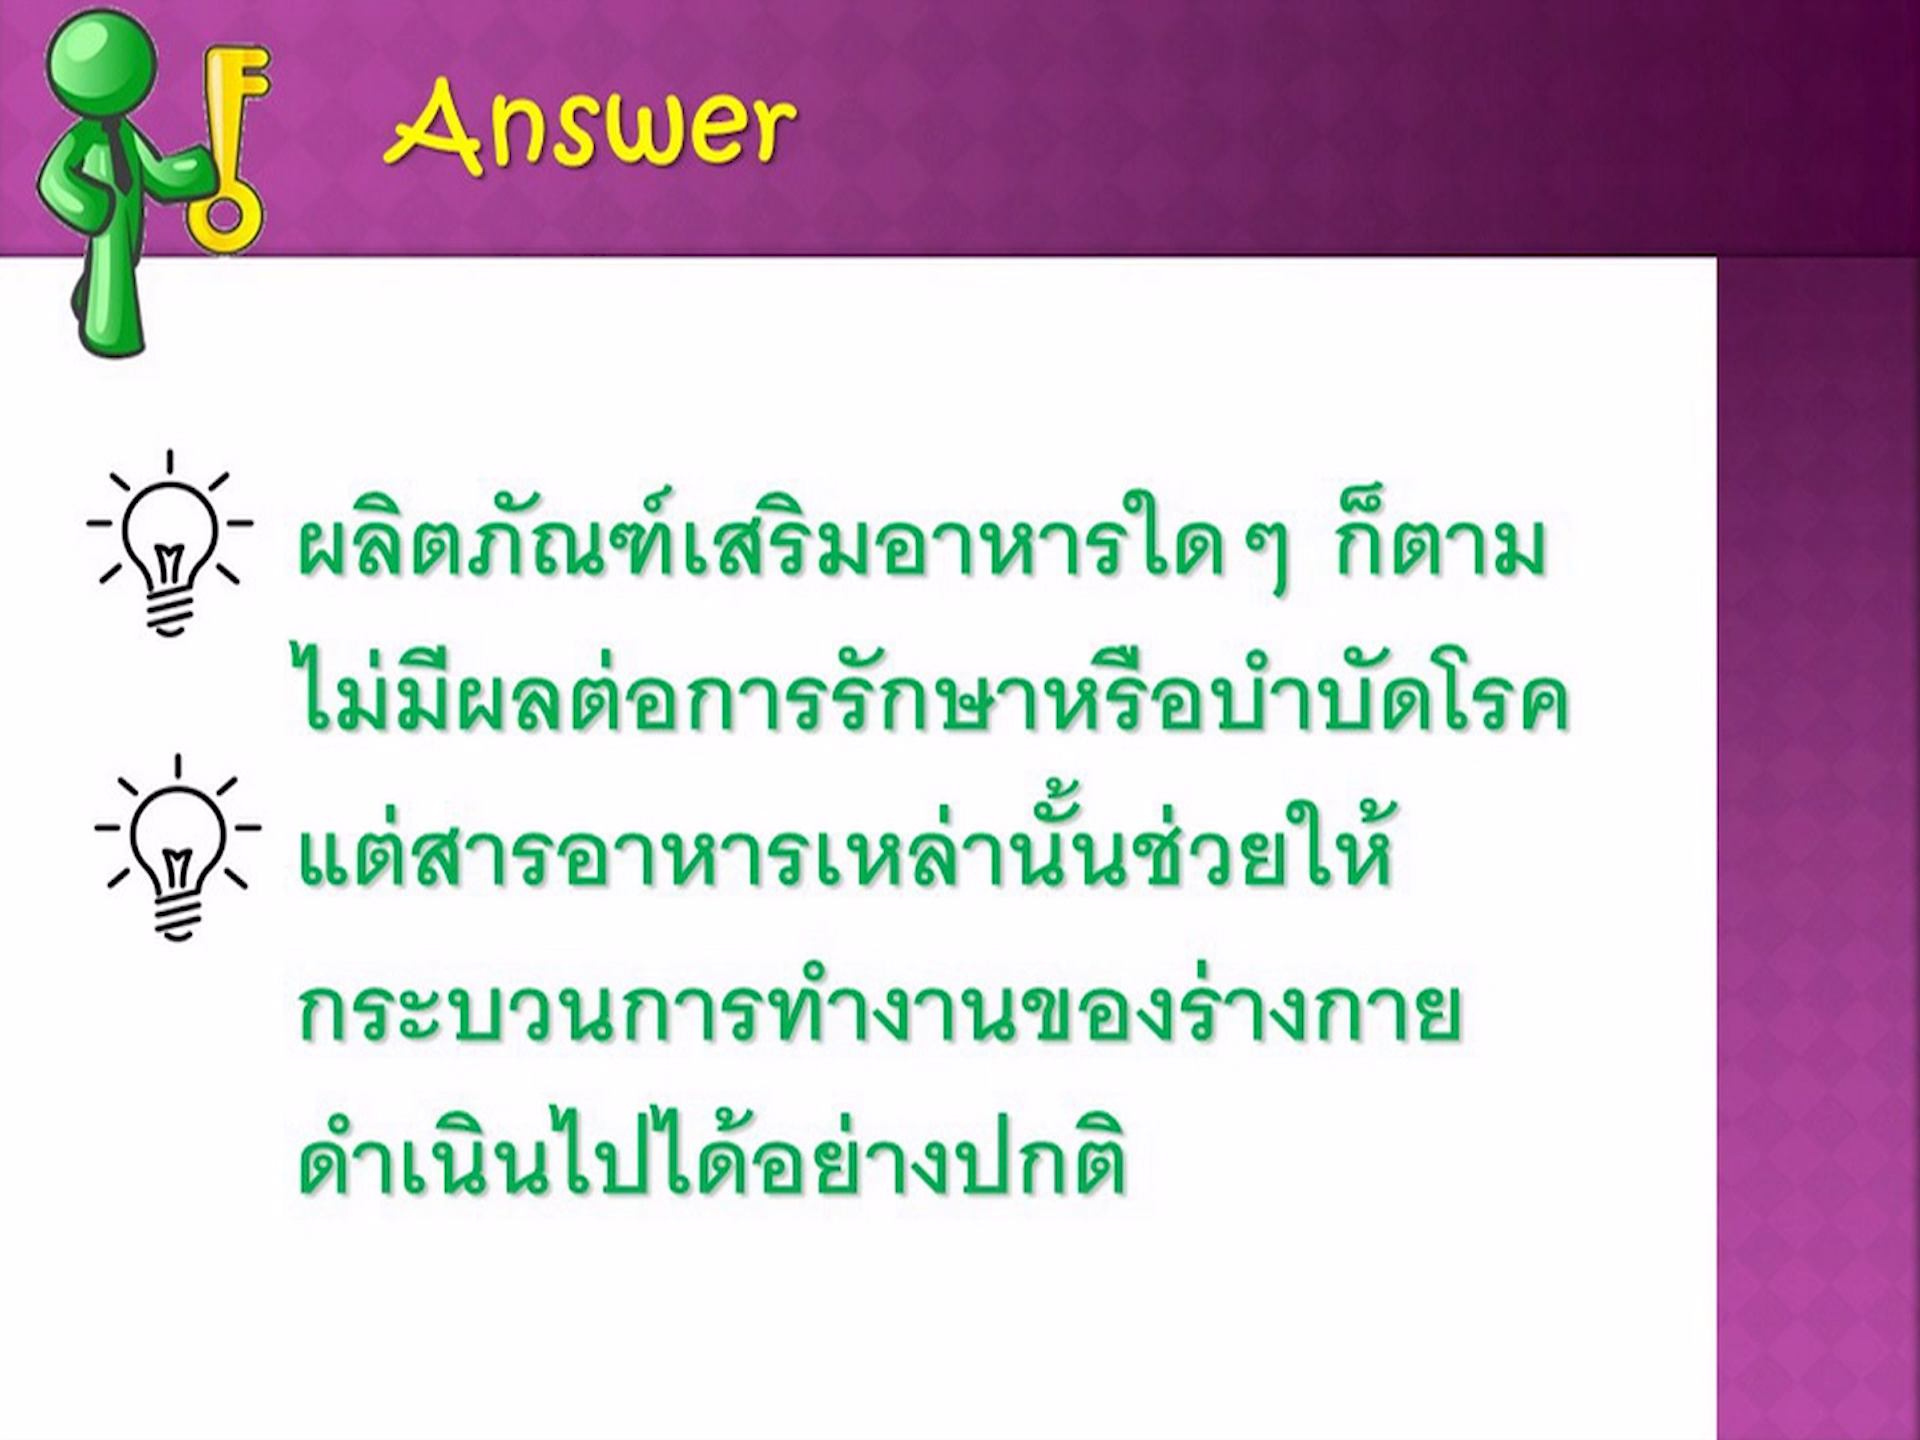 Answer
ผลิตภัณฑ์เสริมอาหารใดๆ ก็ตาม
ไม่มีผลต่อการรักษาหรือบำบัดโรค
แต่สารอาหารเหล่านั้นช่วยให้
กระบวนการทำงานของร่างกาย
ดำเนินไปได้อย่างปกติ